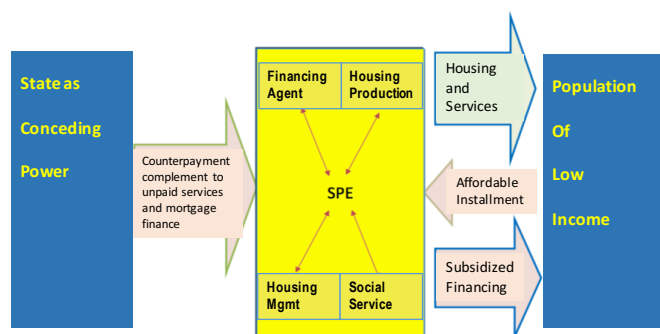 State as
Conceding
Power
Counterpayment
complement to
unpaid services
and mortgage
finance
Financing
Agent
Housing
Production
SPE
Housing
Mgmt
Social
Service
Housing
and
Services
Affordable
Installment
Subsidized
Financing
Population
Of
Low
Income